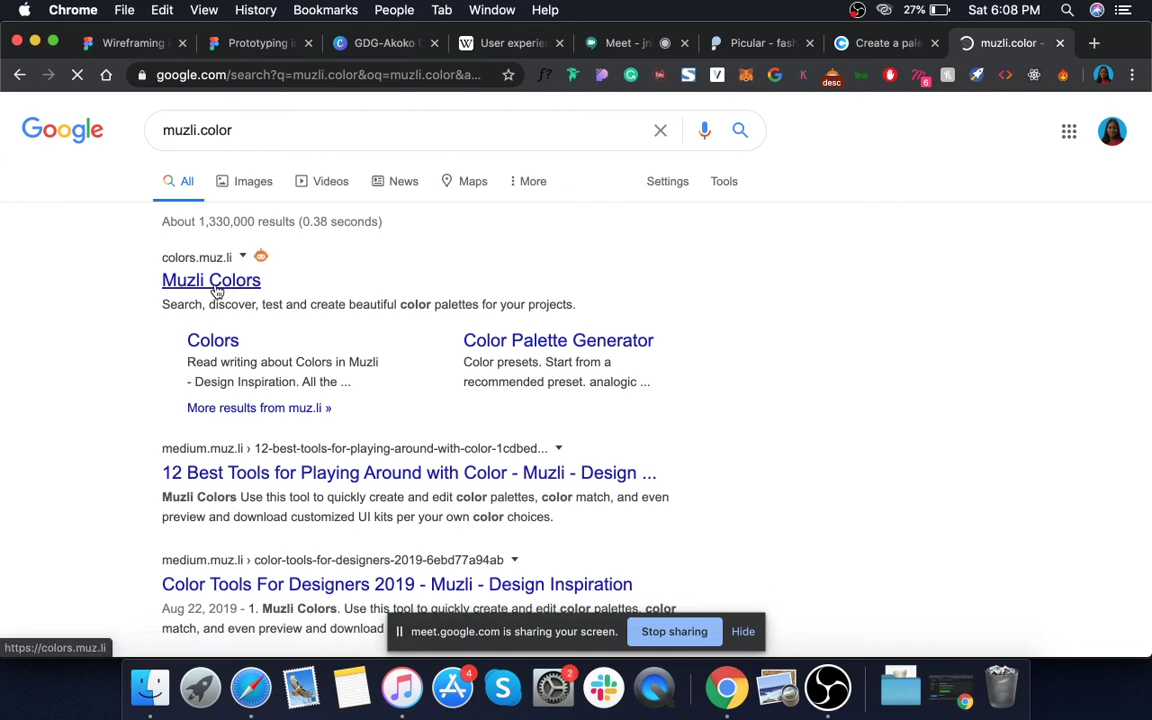 Chrome File Edit View History Bookmarks People Tab Window Help 27% Sat 6:08 PM
Wireframing Prototyping i GDG-Akoko User experie Meet - jn Picular - fash Create a pale muzli.color -
google.com/search?q=muzli.color&oq=muzli.color&a...
desc 6
Google muzli.color
All Images Videos News Maps More Settings Tools
About 1,330,000 results (0.38 seconds)
colors.muz.li
Muzli Colors
Search, discover, test and create beautiful color palettes for your projects.
Colors Color Palette Generator
Read writing about Colors in Muzli Color presets. Start from a
- Design Inspiration. All the ... recommended preset. analogic ...
More results from muz.li »
medium.muz.li › 12-best-tools-for-playing-around-with-color-1cdbed...
12 Best Tools for Playing Around with Color - Muzli - Design ...
Muzli Colors Use this tool to quickly create and edit color palettes, color match, and even
preview and download customized UI kits per your own color choices.
medium.muz.li › color-tools-for-designers-2019-6ebd77a94ab
Color Tools For Designers 2019 - Muzli - Design Inspiration
Aug 22, 2019 - 1. Muzli Colors. Use this tool to quickly create and edit color palettes, color
match, and even preview and download
meet.google.com is sharing your screen. Stop sharing Hide
https://colors.muz.li
4 2